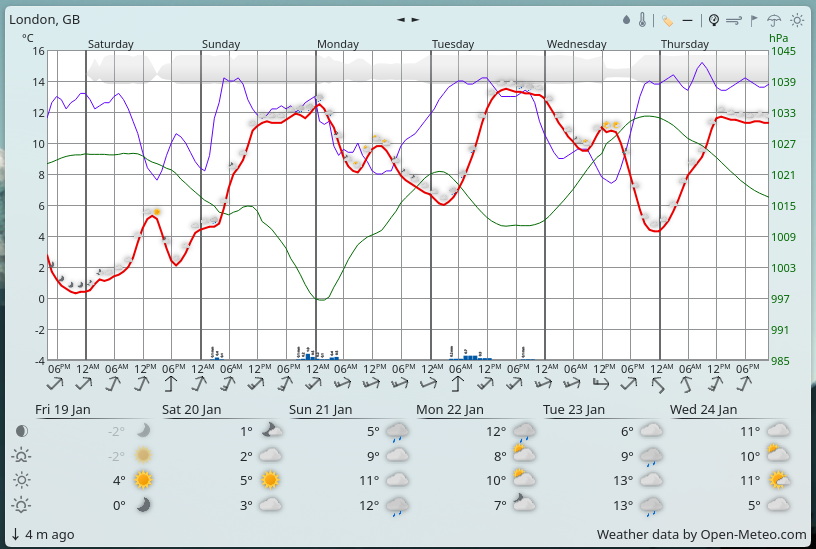 London, GB ◄ ►
°C hPa
Saturday Sunday Monday Tuesday Wednesday Thursday
16 1045
14 1039
12 1033
10 1027
8 1021
6 1015
4 1009
2 1003
0 997
-2 991
-4 985
06PM 12AM 06AM 12PM 06PM 12AM 06AM 12PM 06PM 12AM 06AM 12PM 06PM 12AM 06AM 12PM 06PM 12AM 06AM 12PM 06PM 12AM 06AM 12PM 06PM
Fri 19 Jan Sat 20 Jan Sun 21 Jan Mon 22 Jan Tue 23 Jan Wed 24 Jan
-2° 1° 5° 12° 6° 11°
-2° 2° 9° 8° 9° 10°
4° 5° 11° 10° 13° 11°
0° 3° 12° 7° 13° 5°
↓ 4 m ago Weather data by Open-Meteo.com